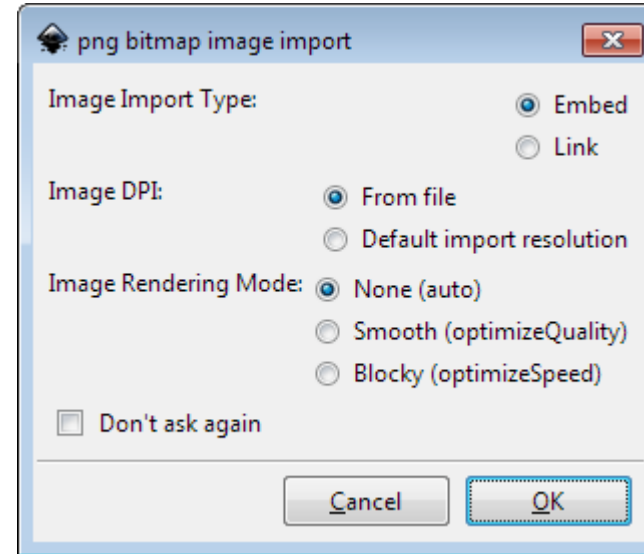 png bitmap image import
Image Import Type:
Embed
Link
Image DPI:
From file
Default import resolution
Image Rendering Mode:
None (auto)
Smooth (optimizeQuality)
Blocky (optimizeSpeed)
Don't ask again
Cancel
OK